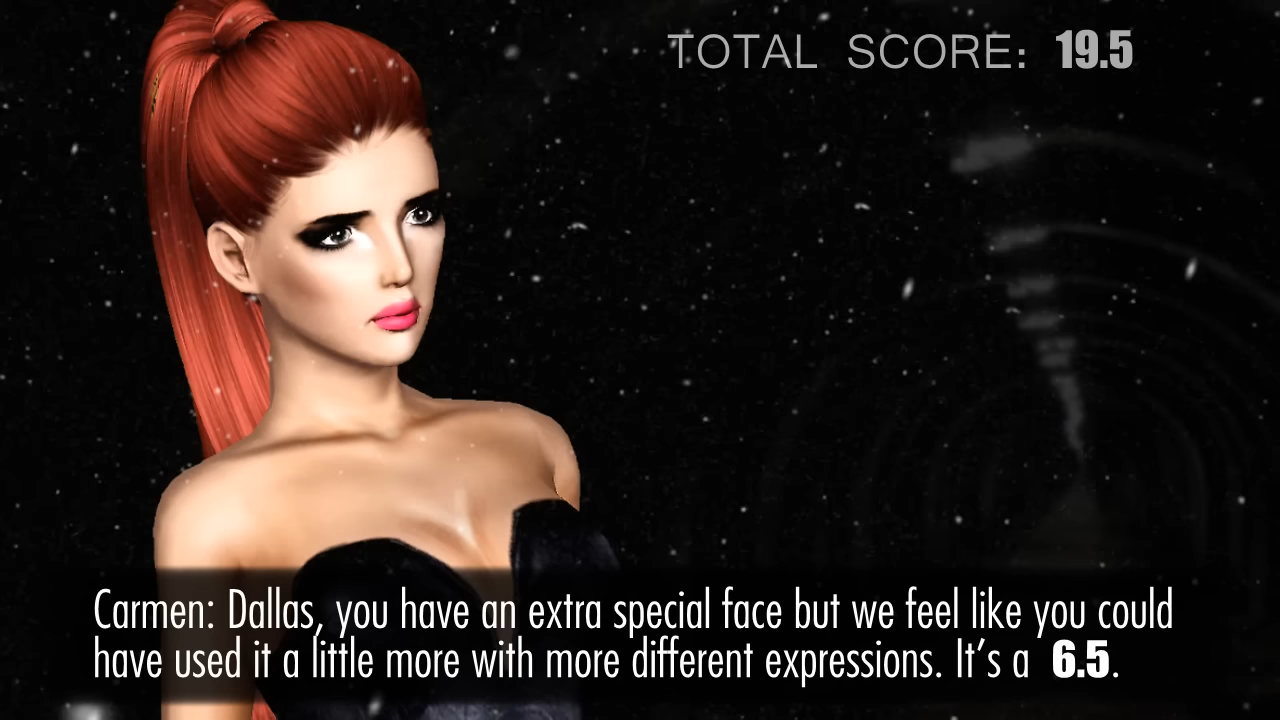 TOTAL SCORE: 19.5
Carmen: Dallas, you have an extra special face but we feel like you could
have used it a little more with more different expressions. It's a 6.5.